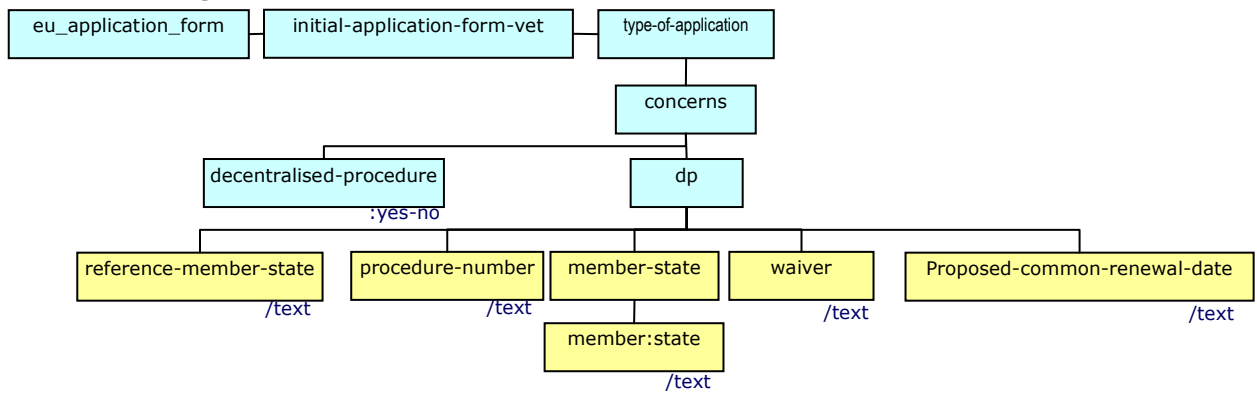 eu_application_form
initial-application-form-vet
type-of-application
concerns
decentralised-procedure
:yes-no
dp
reference-member-state
/text
procedure-number
/text
member-state
waiver
/text
Proposed-common-renewal-date
/text
member:state
/text